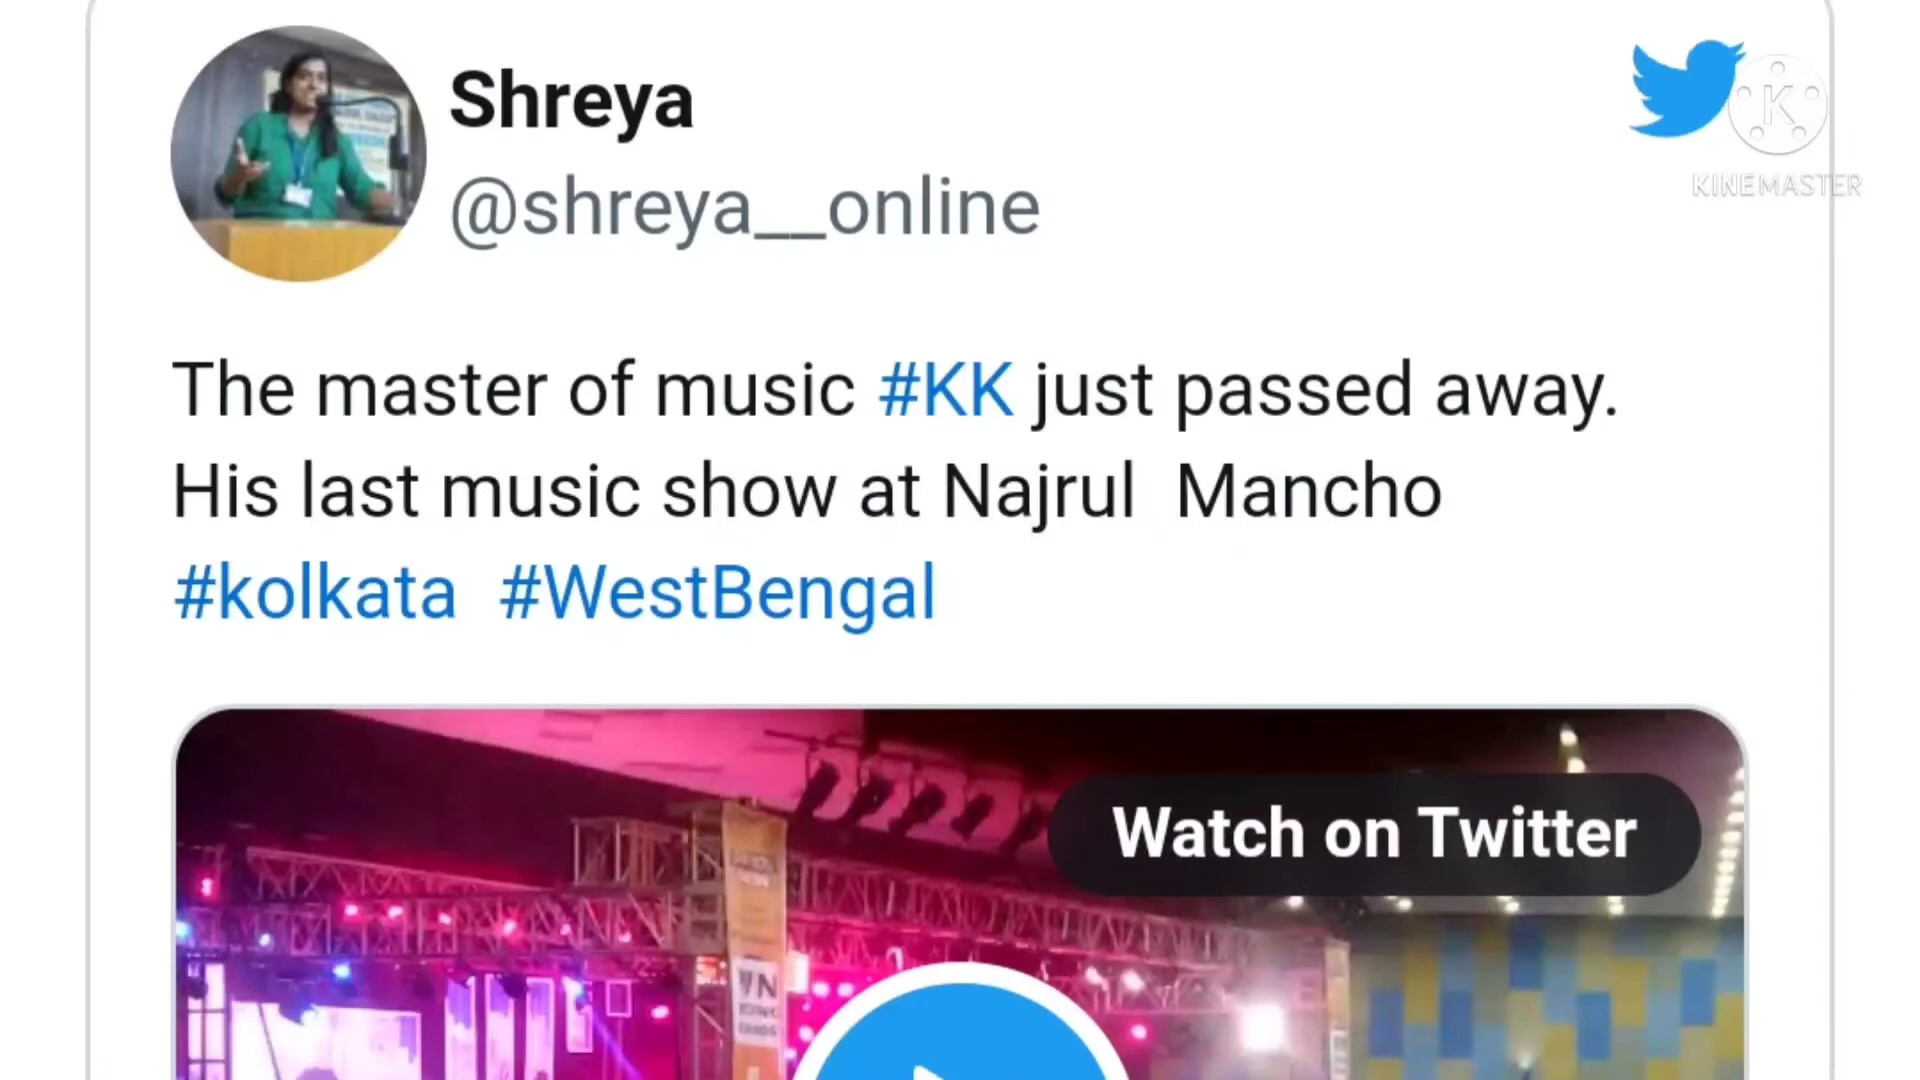 Shreya
@shreya__online
K
KINEMASTER
The master of music #KK just passed away.
His last music show at Najrul  Mancho
#kolkata  #WestBengal
Watch on Twitter